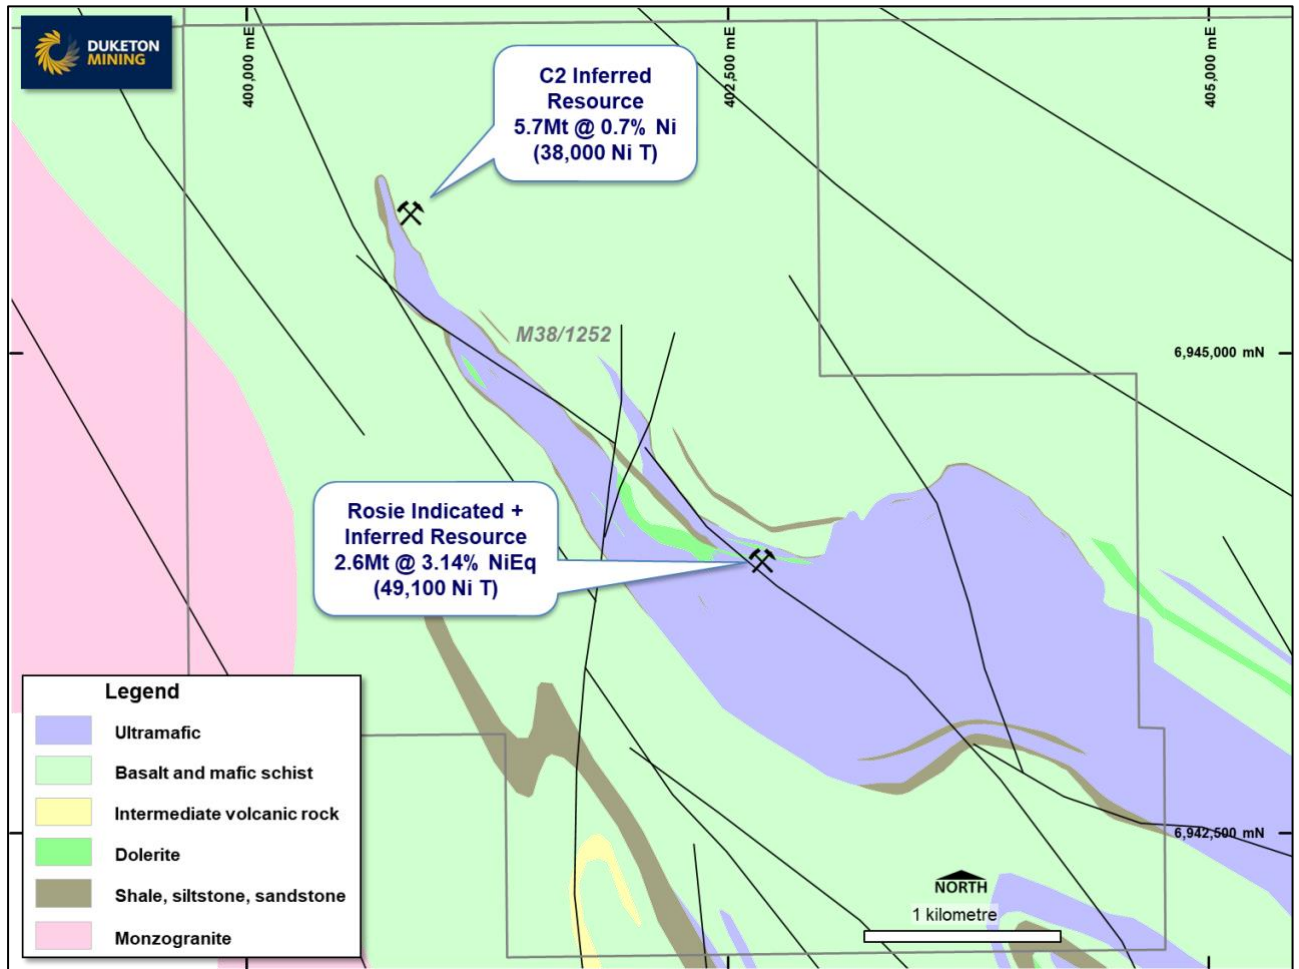 DUKETON
MINING
400,000 mE
402,500 mE
405,000 mE
C2 Inferred
Resource
5.7Mt @ 0.7% Ni
(38,000 Ni T)
M38/1252
6,945,000 mN
Rosie Indicated +
Inferred Resource
2.6Mt @ 3.14% NiEq
(49,100 Ni T)
Legend
Ultramafic
Basalt and mafic schist
Intermediate volcanic rock
Dolerite
Shale, siltstone, sandstone
Monzogranite
6,942,500 mN
NORTH
1 kilometre